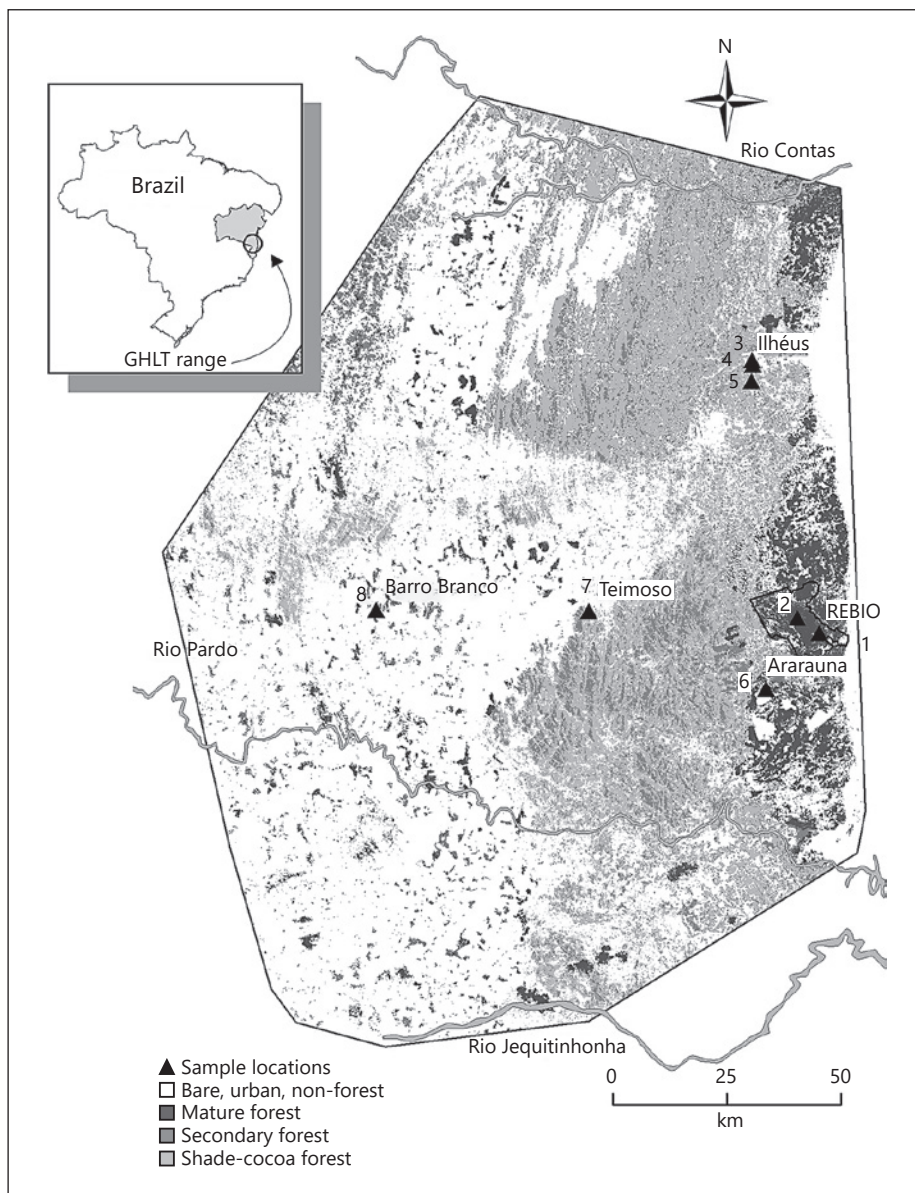 N
Rio Contas
Brazil
GHLT range
3 Ilhéus
4
5
8 Barro Branco
7 Teimoso
2 REBIO
1
Rio Pardo
6 Ararauna
Rio Jequitinhonha
Sample locations
Bare, urban, non-forest
Mature forest
Secondary forest
Shade-cocoa forest
0 25 50
km